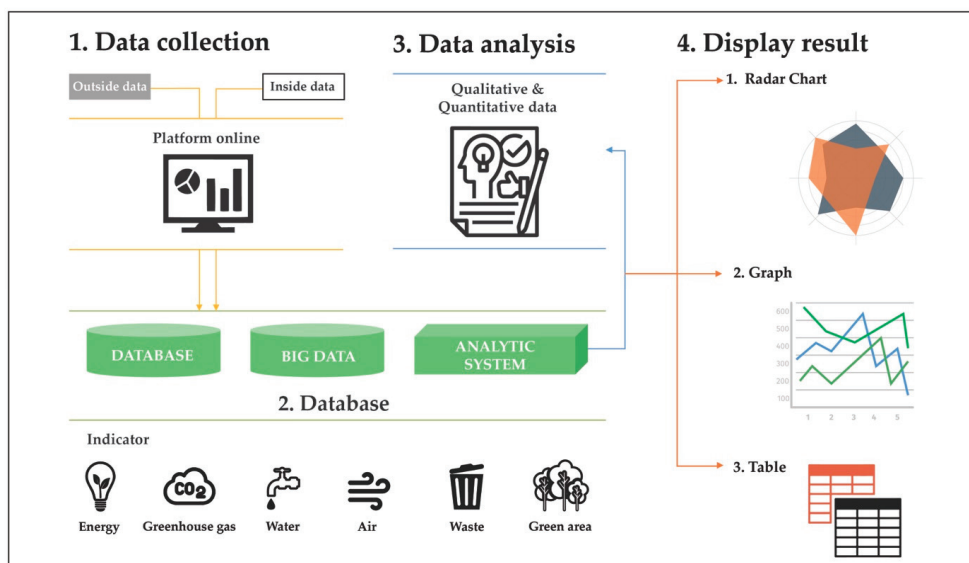 1. Data collection
Outside data
Inside data
Platform online
DATABASE
BIG DATA
ANALYTIC
SYSTEM
2. Database
Indicator
CO2
Energy
Greenhouse gas
Water
Air
Waste
Green area
3. Data analysis
Qualitative &
Quantitative data
4. Display result
1. Radar Chart
2. Graph
600
500
400
300
200
100
1 2 3 4 5
3. Table